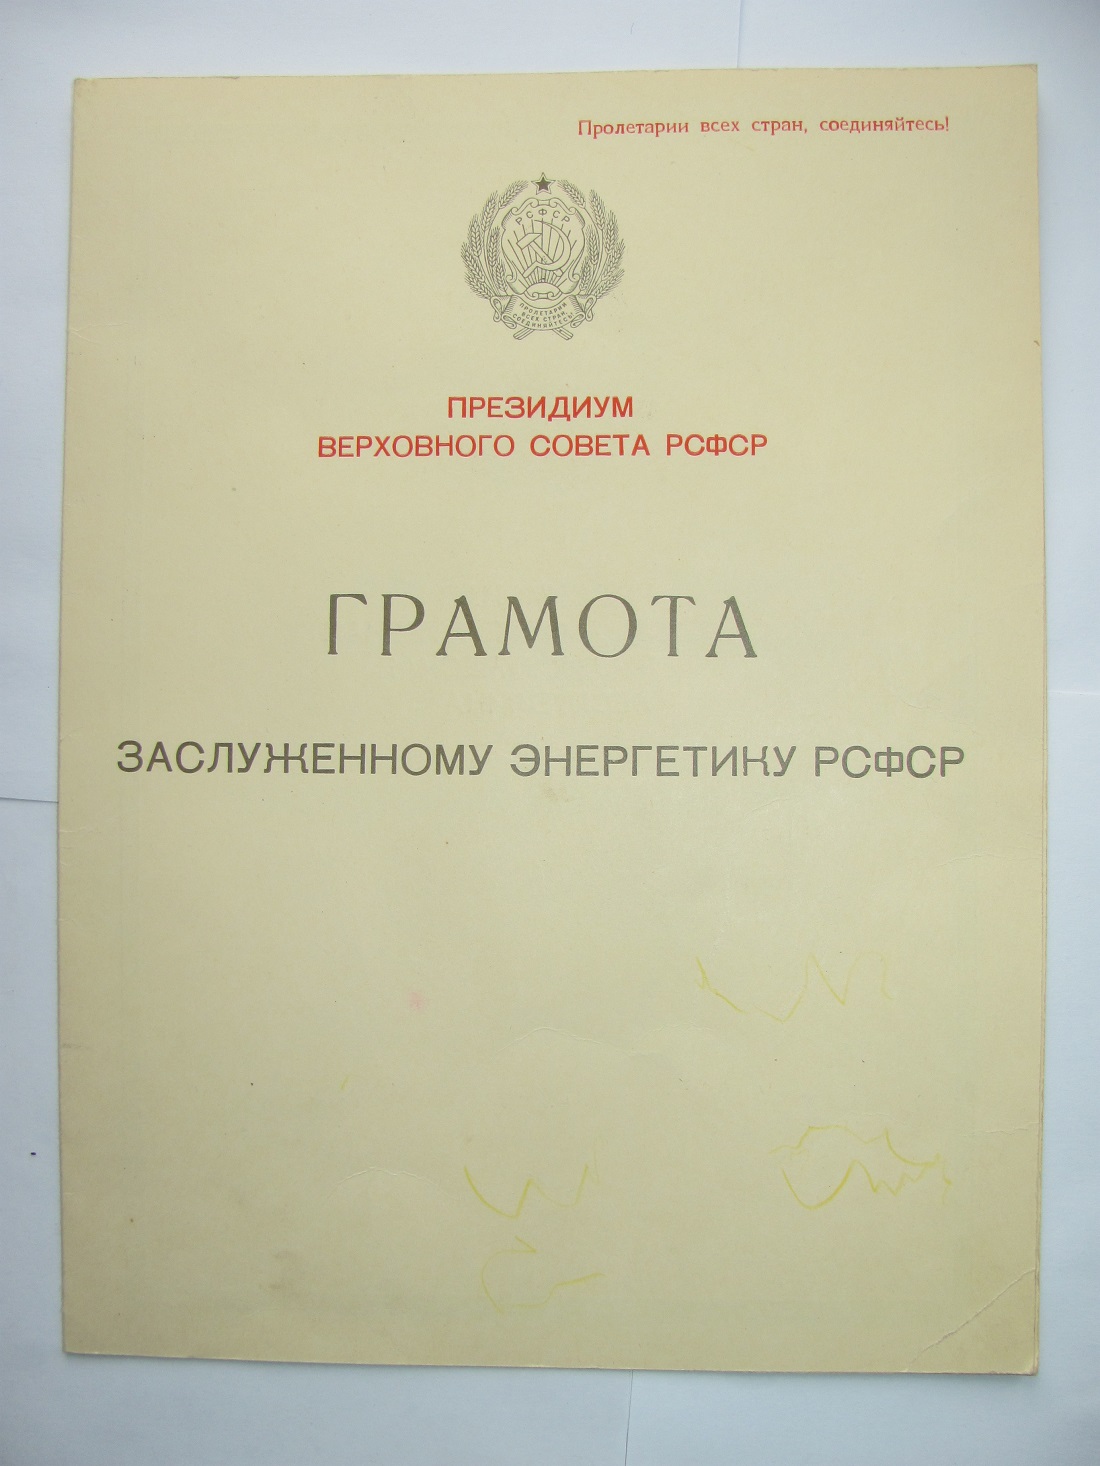 Пролетарии всех стран, соединяйтесь!
РСФСР
ПРОЛЕТАРИИ
ВСЕХ СТРАН,
СОЕДИНЯЙТЕСЬ!
ПРЕЗИДИУМ
ВЕРХОВНОГО СОВЕТА РСФСР
ГРАМОТА
ЗАСЛУЖЕННОМУ ЭНЕРГЕТИКУ РСФСР